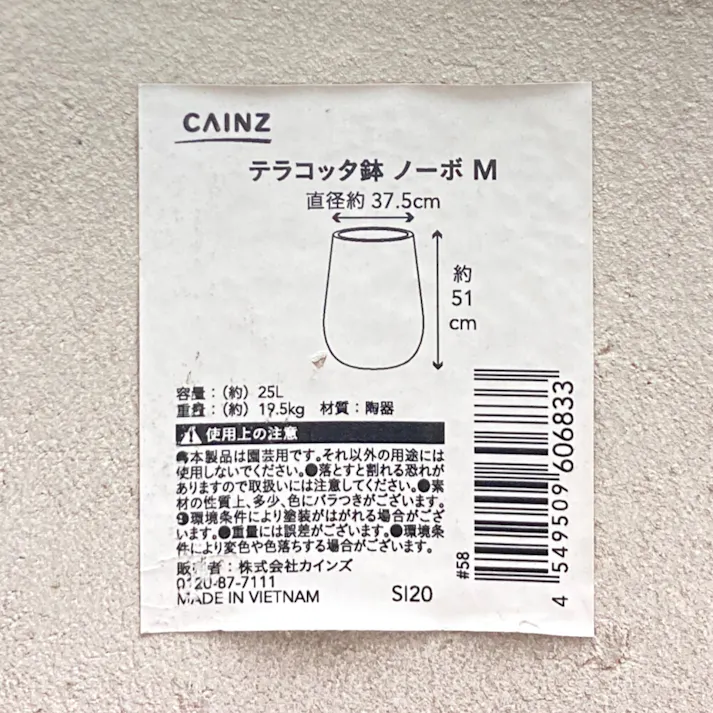 CAINZ
テラコッタ鉢 ノーボ M
直径約 37.5cm
約
51
cm
容量：（約）25L
重量：（約）19.5kg 材質：陶器
使用上の注意
●本製品は園芸用です。それ以外の用途には
使用しないでください。●落とすと割れる恐れが
ありますので取扱いには注意してください。●素
材の性質上、多少、色にバラつきがございます。
●環境条件により塗装がはがれる場合がござ
います。●重量には誤差がございます。●環境条
件により変色や色落ちする場合がございます。
販売者：株式会社カインズ
0120-87-7111
MADE IN VIETNAM SI20
#58
4 549509 606833